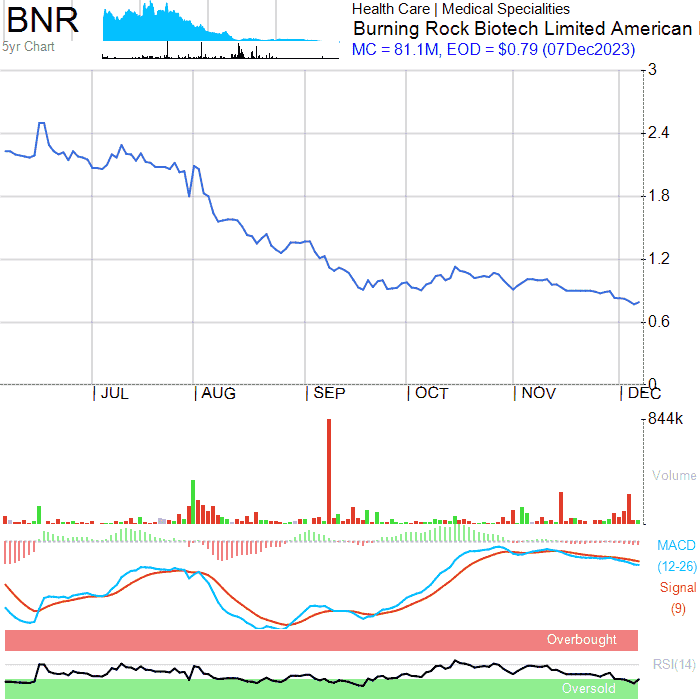 BNR
5yr Chart
Health Care | Medical Specialities
Burning Rock Biotech Limited American
MC = 81.1M, EOD = $0.79 (07Dec2023)
3
2.4
1.8
1.2
0.6
0
JUL
AUG
SEP
OCT
NOV
DEC
844k
Volume
MACD
(12-26)
Signal
(9)
Overbought
RSI(14)
Oversold